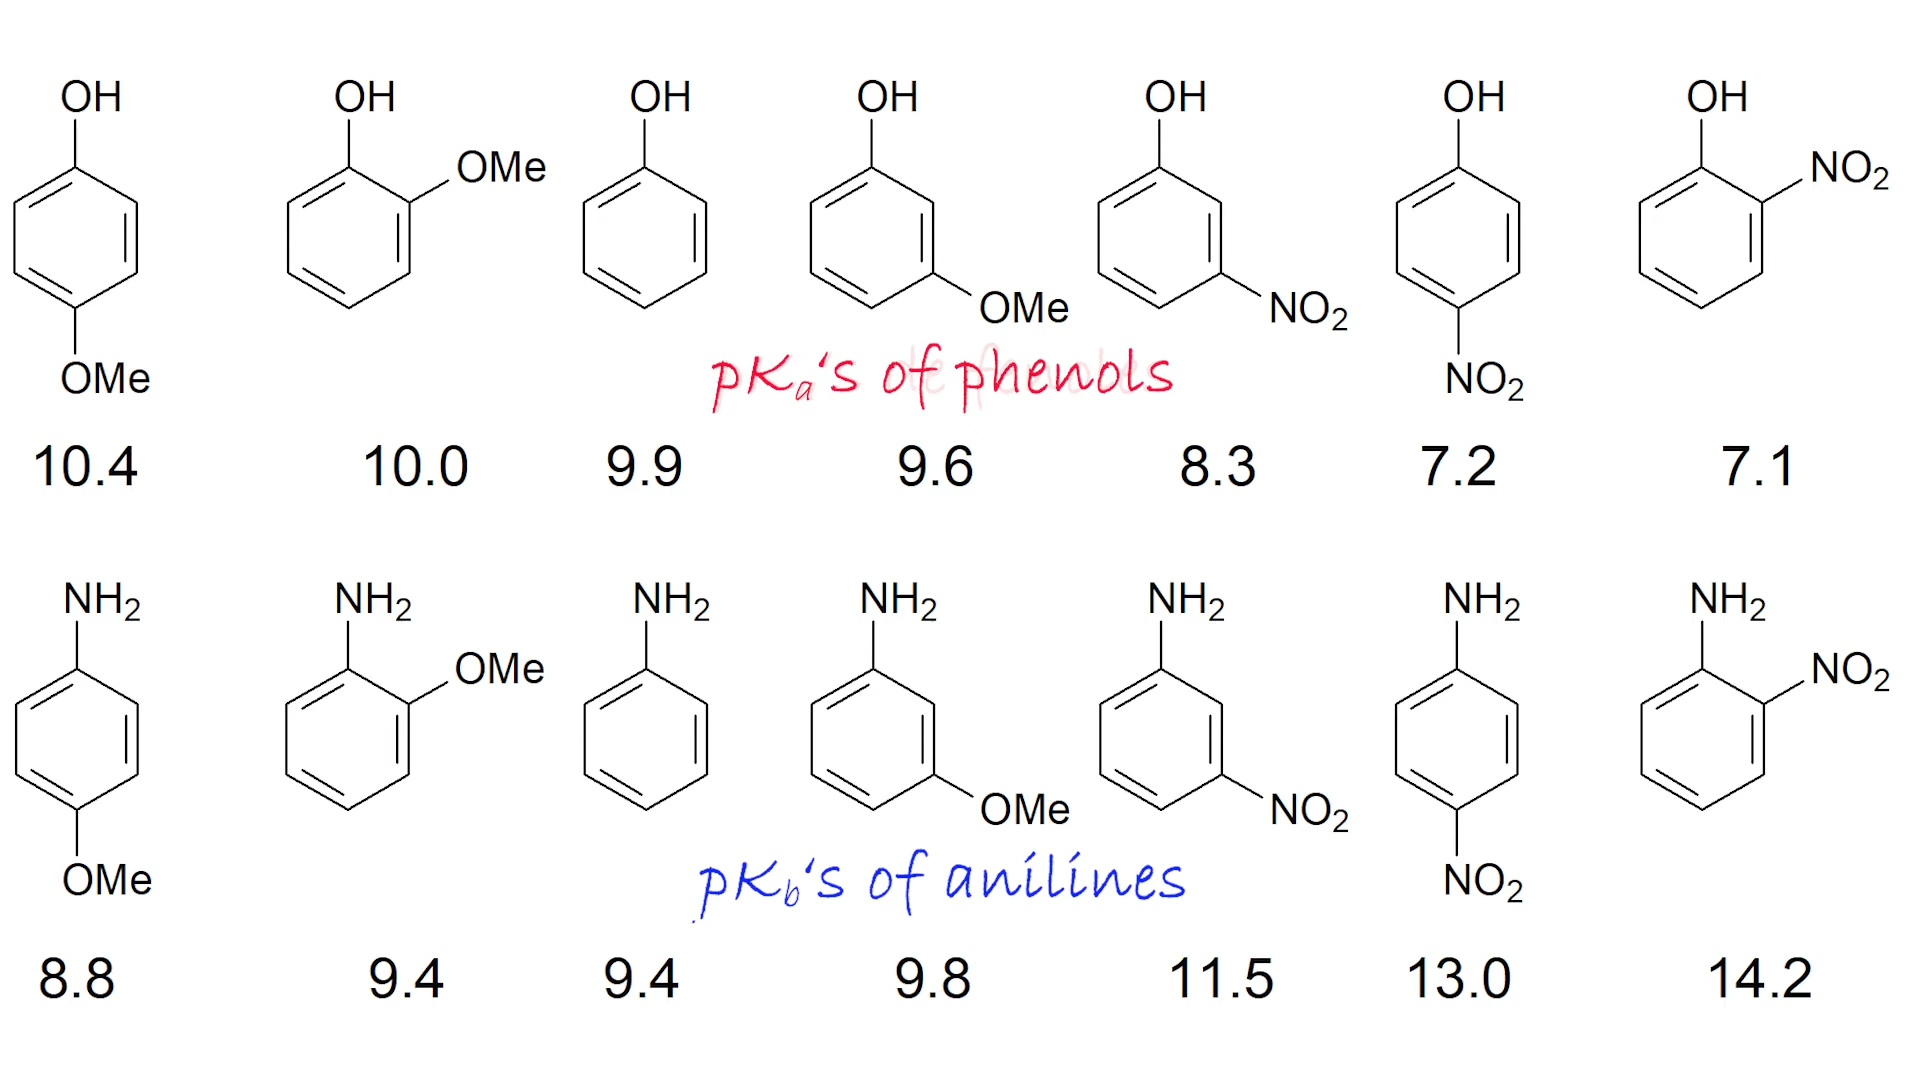 OH OH OH OH OH OH OH
OMe NO₂
OMe NO₂
OMe NO₂
pKₐ's of phenols
10.4 10.0 9.9 9.6 8.3 7.2 7.1
NH₂ NH₂ NH₂ NH₂ NH₂ NH₂ NH₂
OMe NO₂
OMe NO₂
OMe NO₂
pK_b's of anilines
8.8 9.4 9.4 9.8 11.5 13.0 14.2